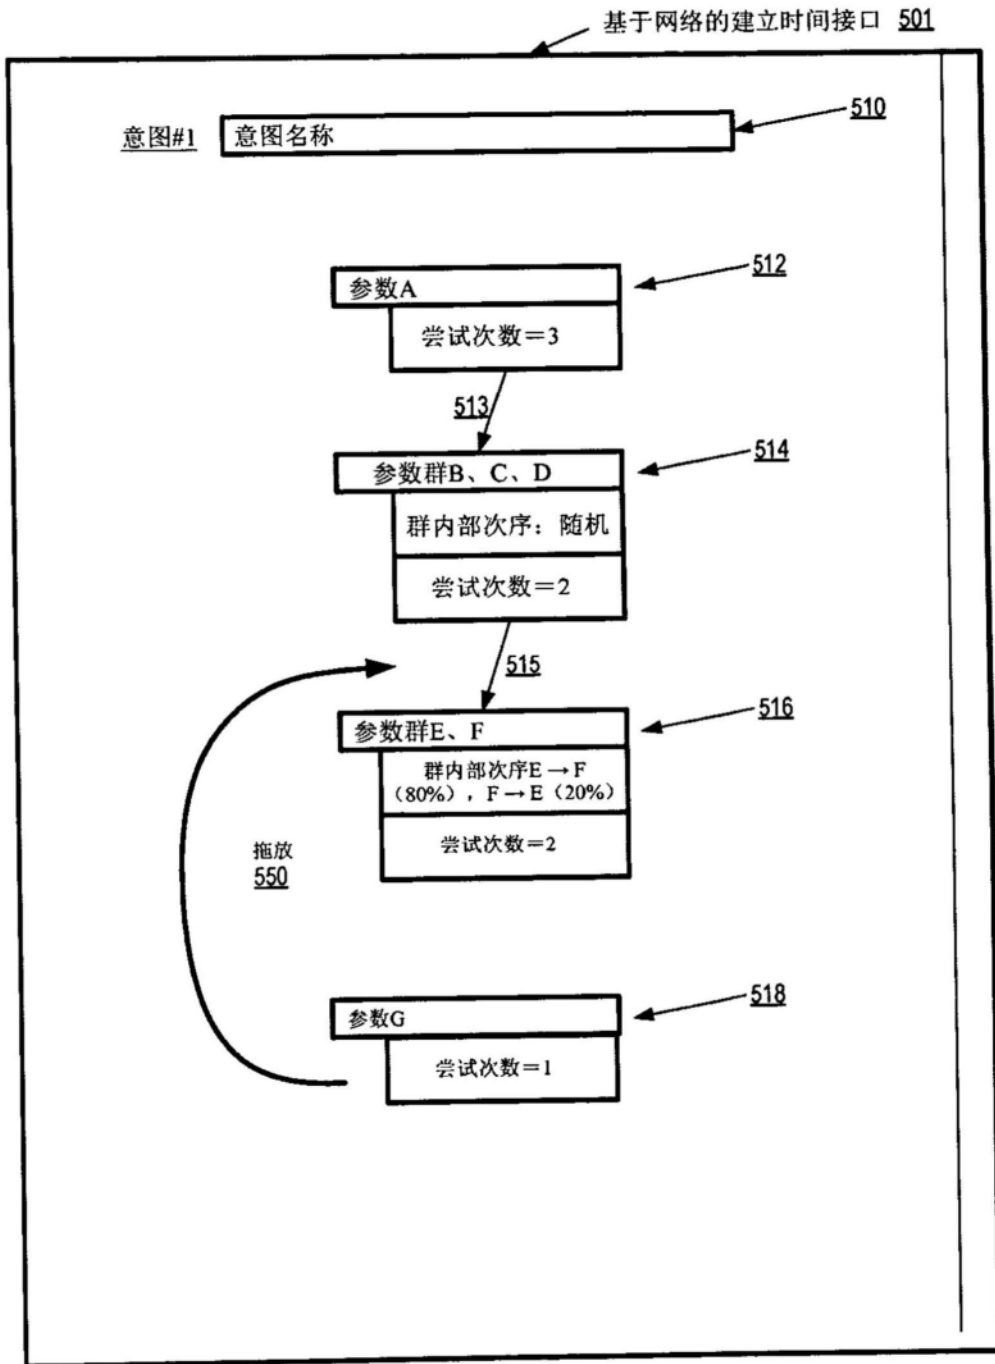 基于网络的建立时间接口 501
510
意图#1 意图名称
512
参数A
尝试次数=3
513
514
参数群B、C、D
群内部次序：随机
尝试次数=2
515
516
参数群E、F
群内部次序E→F
（80%），F→E（20%）
尝试次数=2
拖放
550
518
参数G
尝试次数=1